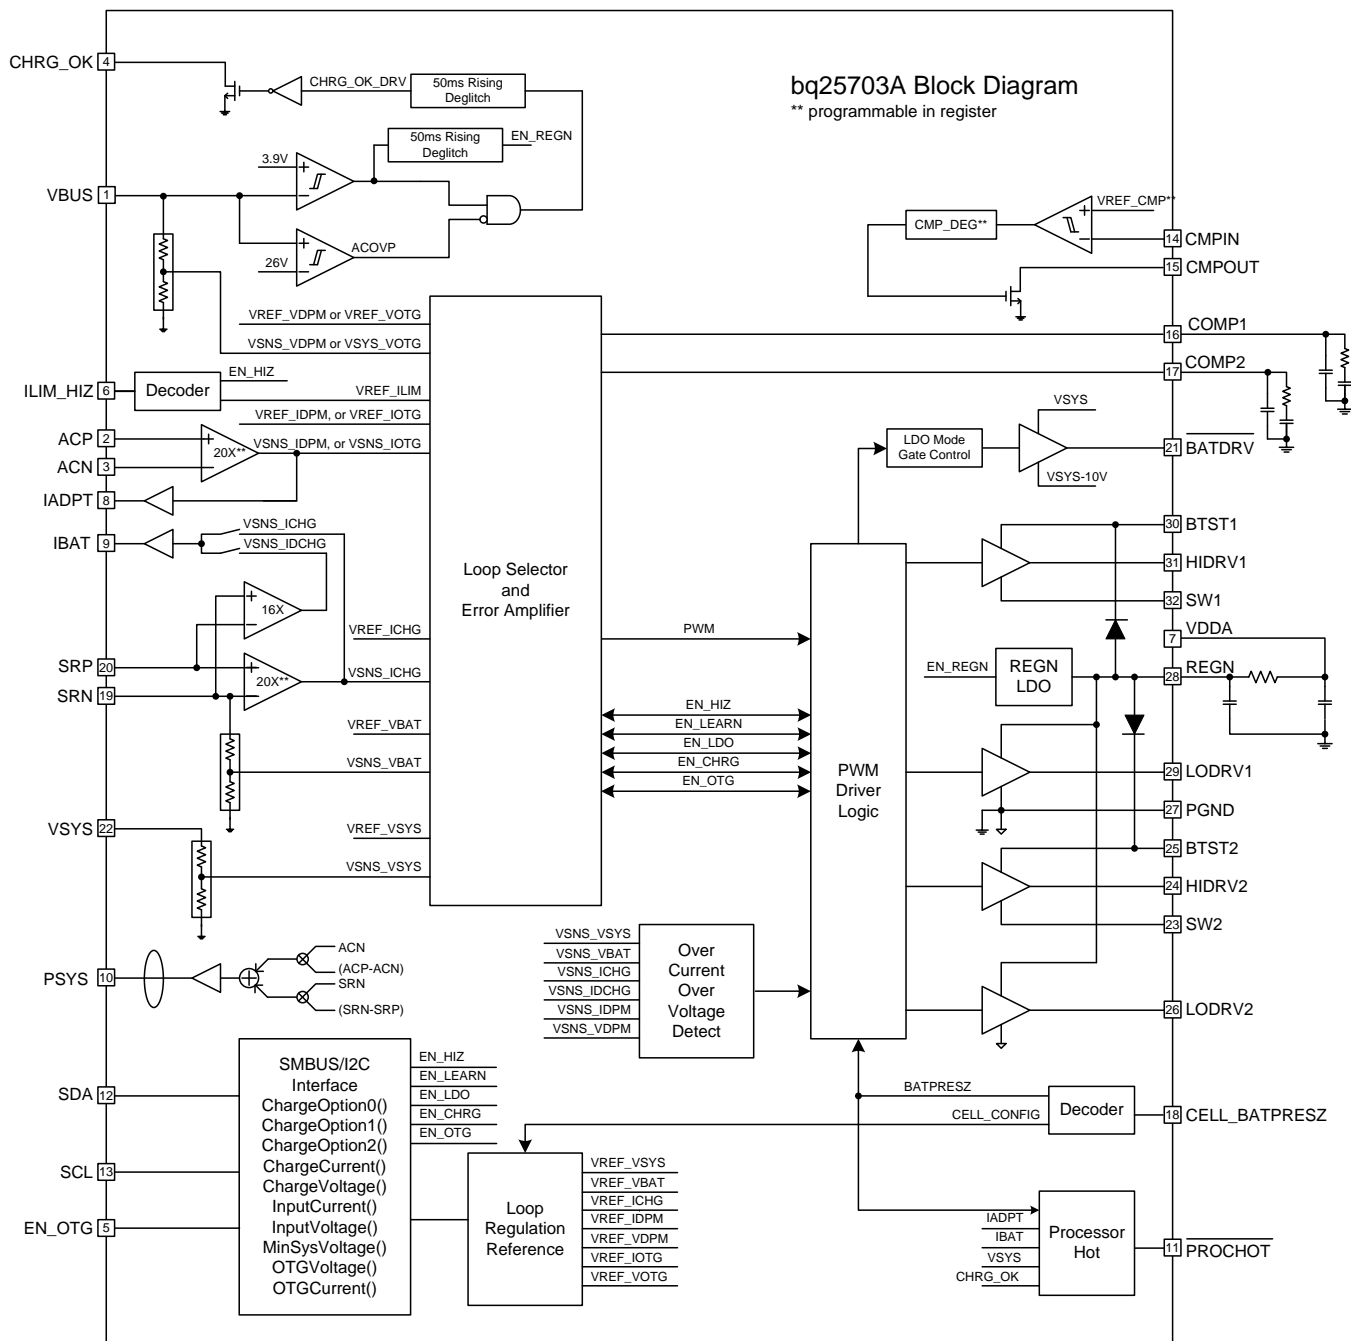 bq25703A Block Diagram
** programmable in register
CHRG_OK
4
CHRG_OK_DRV
50ms Rising
Deglitch
50ms Rising
Deglitch
EN_REGN
3.9V
+
−
VBUS
1
+
−
26V
ACOVP
CMP_DEG**
VREF_CMP**
+
−
14
CMPIN
15
CMPOUT
VREF_VDPM or VREF_VOTG
VSNS_VDPM or VSYS_VOTG
16
COMP1
17
COMP2
ILIM_HIZ
6
Decoder
EN_HIZ
VREF_ILIM
VREF_IDPM, or VREF_IOTG
ACP
2
+
20X**
−
VSNS_IDPM, or VSNS_IOTG
ACN
3
IADPT
8
IBAT
9
VSNS_ICHG
VSNS_IDCHG
+
16X
−
VREF_ICHG
SRP
20
+
20X**
−
VSNS_ICHG
SRN
19
VREF_VBAT
VSNS_VBAT
VSYS
22
VREF_VSYS
VSNS_VSYS
Loop Selector
and
Error Amplifier
PWM
EN_HIZ
EN_LEARN
EN_LDO
EN_CHRG
EN_OTG
PWM
Driver
Logic
LDO Mode
Gate Control
VSYS
VSYS-10V
21
BATDRV
30
BTST1
31
HIDRV1
32
SW1
7
VDDA
EN_REGN
REGN
LDO
28
REGN
29
LODRV1
27
PGND
25
BTST2
24
HIDRV2
23
SW2
26
LODRV2
PSYS
10
+
ACN
(ACP-ACN)
SRN
(SRN-SRP)
VSNS_VSYS
VSNS_VBAT
VSNS_ICHG
VSNS_IDCHG
VSNS_IDPM
VSNS_VDPM
Over
Current
Over
Voltage
Detect
SDA
12
SCL
13
EN_OTG
5
SMBUS/I2C
Interface
ChargeOption0()
ChargeOption1()
ChargeOption2()
ChargeCurrent()
ChargeVoltage()
InputCurrent()
InputVoltage()
MinSysVoltage()
OTGVoltage()
OTGCurrent()
EN_HIZ
EN_LEARN
EN_LDO
EN_CHRG
EN_OTG
Loop
Regulation
Reference
VREF_VSYS
VREF_VBAT
VREF_ICHG
VREF_IDPM
VREF_VDPM
VREF_IOTG
VREF_VOTG
BATPRESZ
CELL_CONFIG
Decoder
18
CELL_BATPRESZ
IADPT
IBAT
VSYS
CHRG_OK
Processor
Hot
11
PROCHOT